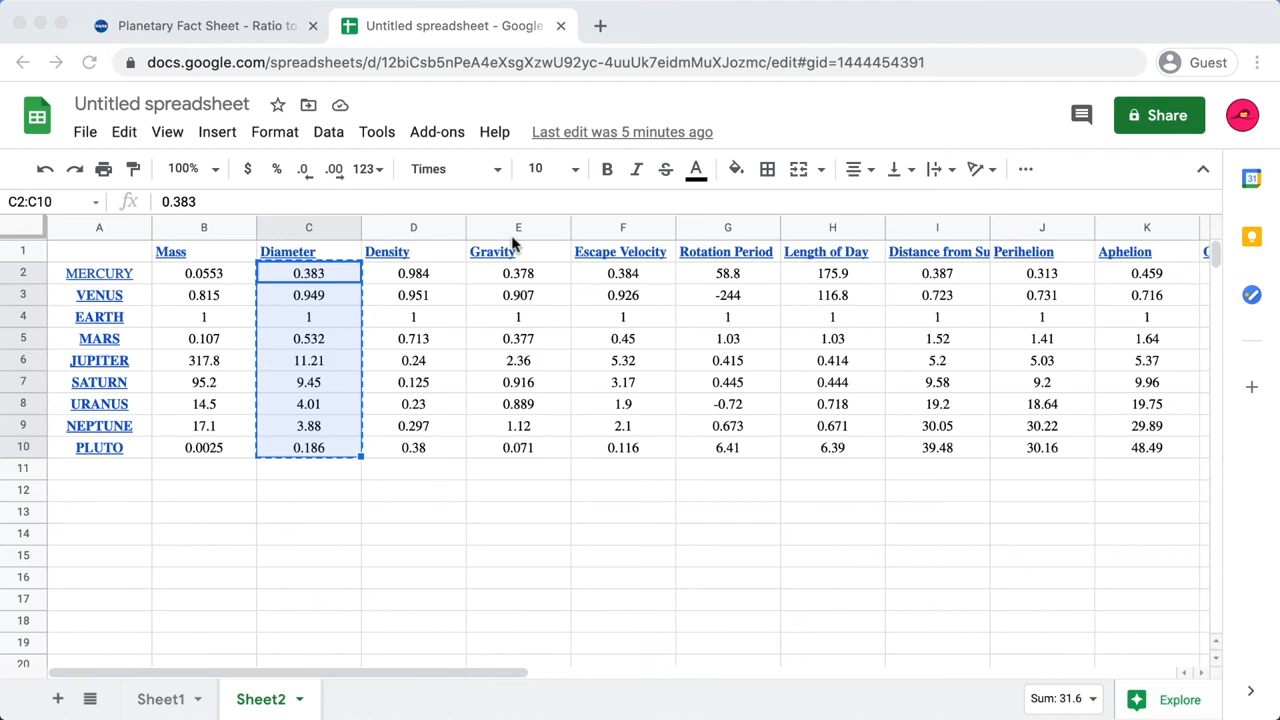 Planetary Fact Sheet - Ratio to
Untitled spreadsheet - Google
docs.google.com/spreadsheets/d/12biCsb5nPeA4eXsgXzwU92yc-4uuUk7eidmMuXJozmc/edit#gid=1444454391
Guest
Untitled spreadsheet
File Edit View Insert Format Data Tools Add-ons Help Last edit was 5 minutes ago
Share
100% $ % .0 .00 123 Times 10 B I S A
C2:C10 fx 0.383
A B C D E F G H I J K
1 Mass Diameter Density Gravity Escape Velocity Rotation Period Length of Day Distance from Su Perihelion Aphelion
2 MERCURY 0.0553 0.383 0.984 0.378 0.384 58.8 175.9 0.387 0.313 0.459
3 VENUS 0.815 0.949 0.951 0.907 0.926 -244 116.8 0.723 0.731 0.716
4 EARTH 1 1 1 1 1 1 1 1 1 1
5 MARS 0.107 0.532 0.713 0.377 0.45 1.03 1.03 1.52 1.41 1.64
6 JUPITER 317.8 11.21 0.24 2.36 5.32 0.415 0.414 5.2 5.03 5.37
7 SATURN 95.2 9.45 0.125 0.916 3.17 0.445 0.444 9.58 9.2 9.96
8 URANUS 14.5 4.01 0.23 0.889 1.9 -0.72 0.718 19.2 18.64 19.75
9 NEPTUNE 17.1 3.88 0.297 1.12 2.1 0.673 0.671 30.05 30.22 29.89
10 PLUTO 0.0025 0.186 0.38 0.071 0.116 6.41 6.39 39.48 30.16 48.49
11
12
13
14
15
16
17
18
19
20
Sheet1 Sheet2 Sum: 31.6 Explore